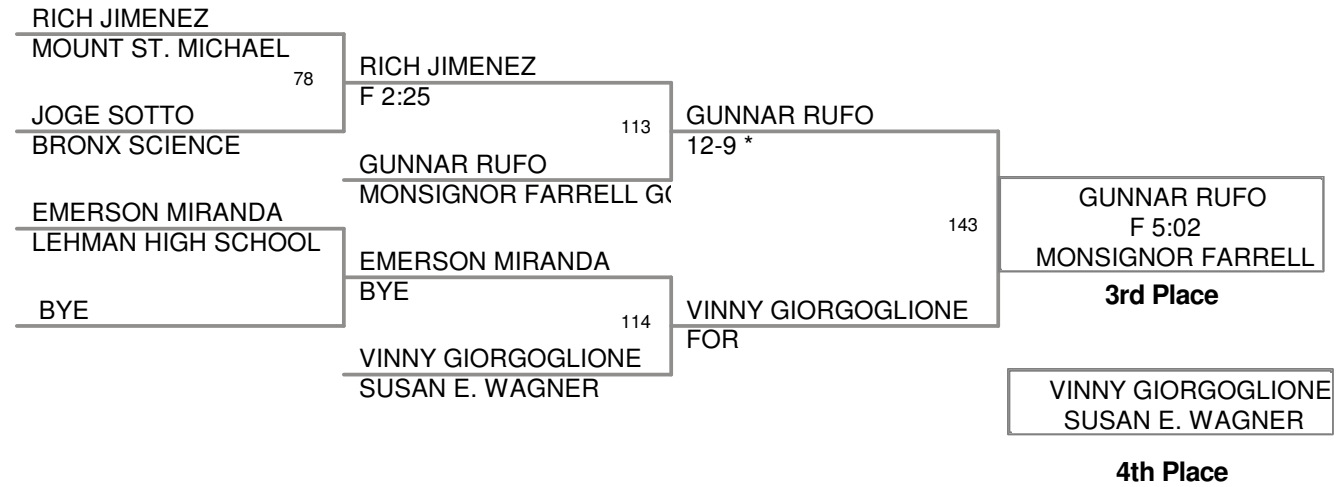 RICH JIMENEZ
MOUNT ST. MICHAEL
78
RICH JIMENEZ
F 2:25
JOGE SOTTO
BRONX SCIENCE
113
GUNNAR RUFO
12-9 *
GUNNAR RUFO
MONSIGNOR FARRELL
EMERSON MIRANDA
LEHMAN HIGH SCHOOL
143
GUNNAR RUFO
F 5:02
MONSIGNOR FARRELL
3rd Place
EMERSON MIRANDA
BYE
BYE
114
VINNY GIORGOGLIONE
FOR
VINNY GIORGOGLIONE
SUSAN E. WAGNER
VINNY GIORGOGLIONE
SUSAN E. WAGNER
4th Place